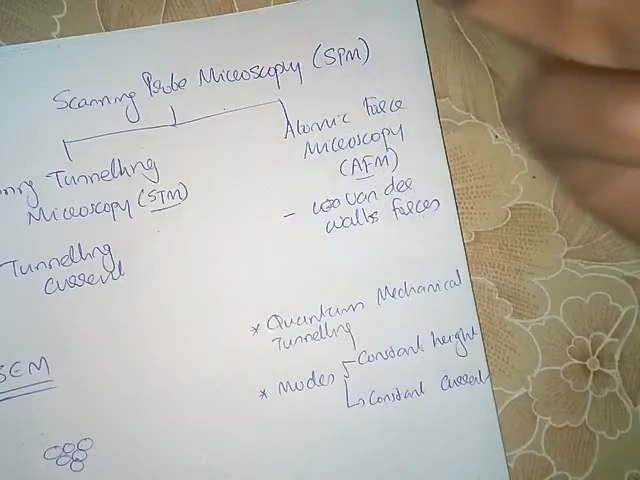 Scanning Probe Microscopy (SPM)
Tunnelling
Microscopy (STM)
Tunnelling
current
Atomic Force
Microscopy
(AFM)
- van der
walls forces
* Quantum Mechanical
Tunnelling
* Modes
Constant height
Constant current
SEM